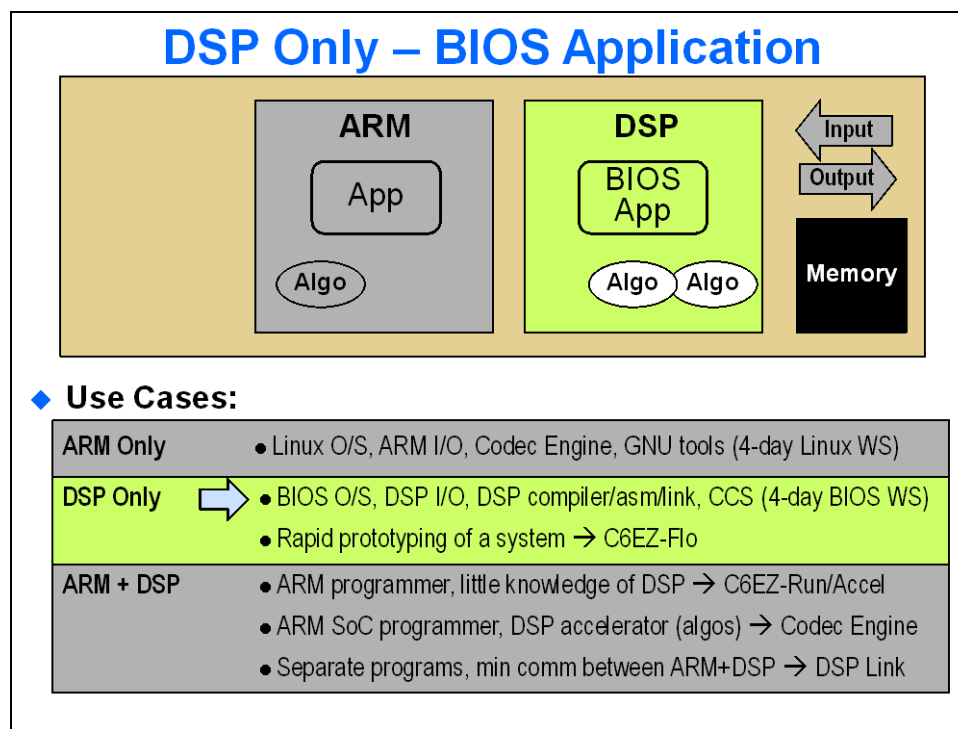 DSP Only – BIOS Application
ARM
App
Algo
DSP
BIOS
App
Algo
Algo
Input
Output
Memory
◆ Use Cases:
ARM Only
● Linux O/S, ARM I/O, Codec Engine, GNU tools (4-day Linux WS)
DSP Only
● BIOS O/S, DSP I/O, DSP compiler/asm/link, CCS (4-day BIOS WS)
● Rapid prototyping of a system → C6EZ-Flo
ARM + DSP
● ARM programmer, little knowledge of DSP → C6EZ-Run/Accel
● ARM SoC programmer, DSP accelerator (algos) → Codec Engine
● Separate programs, min comm between ARM+DSP → DSP Link